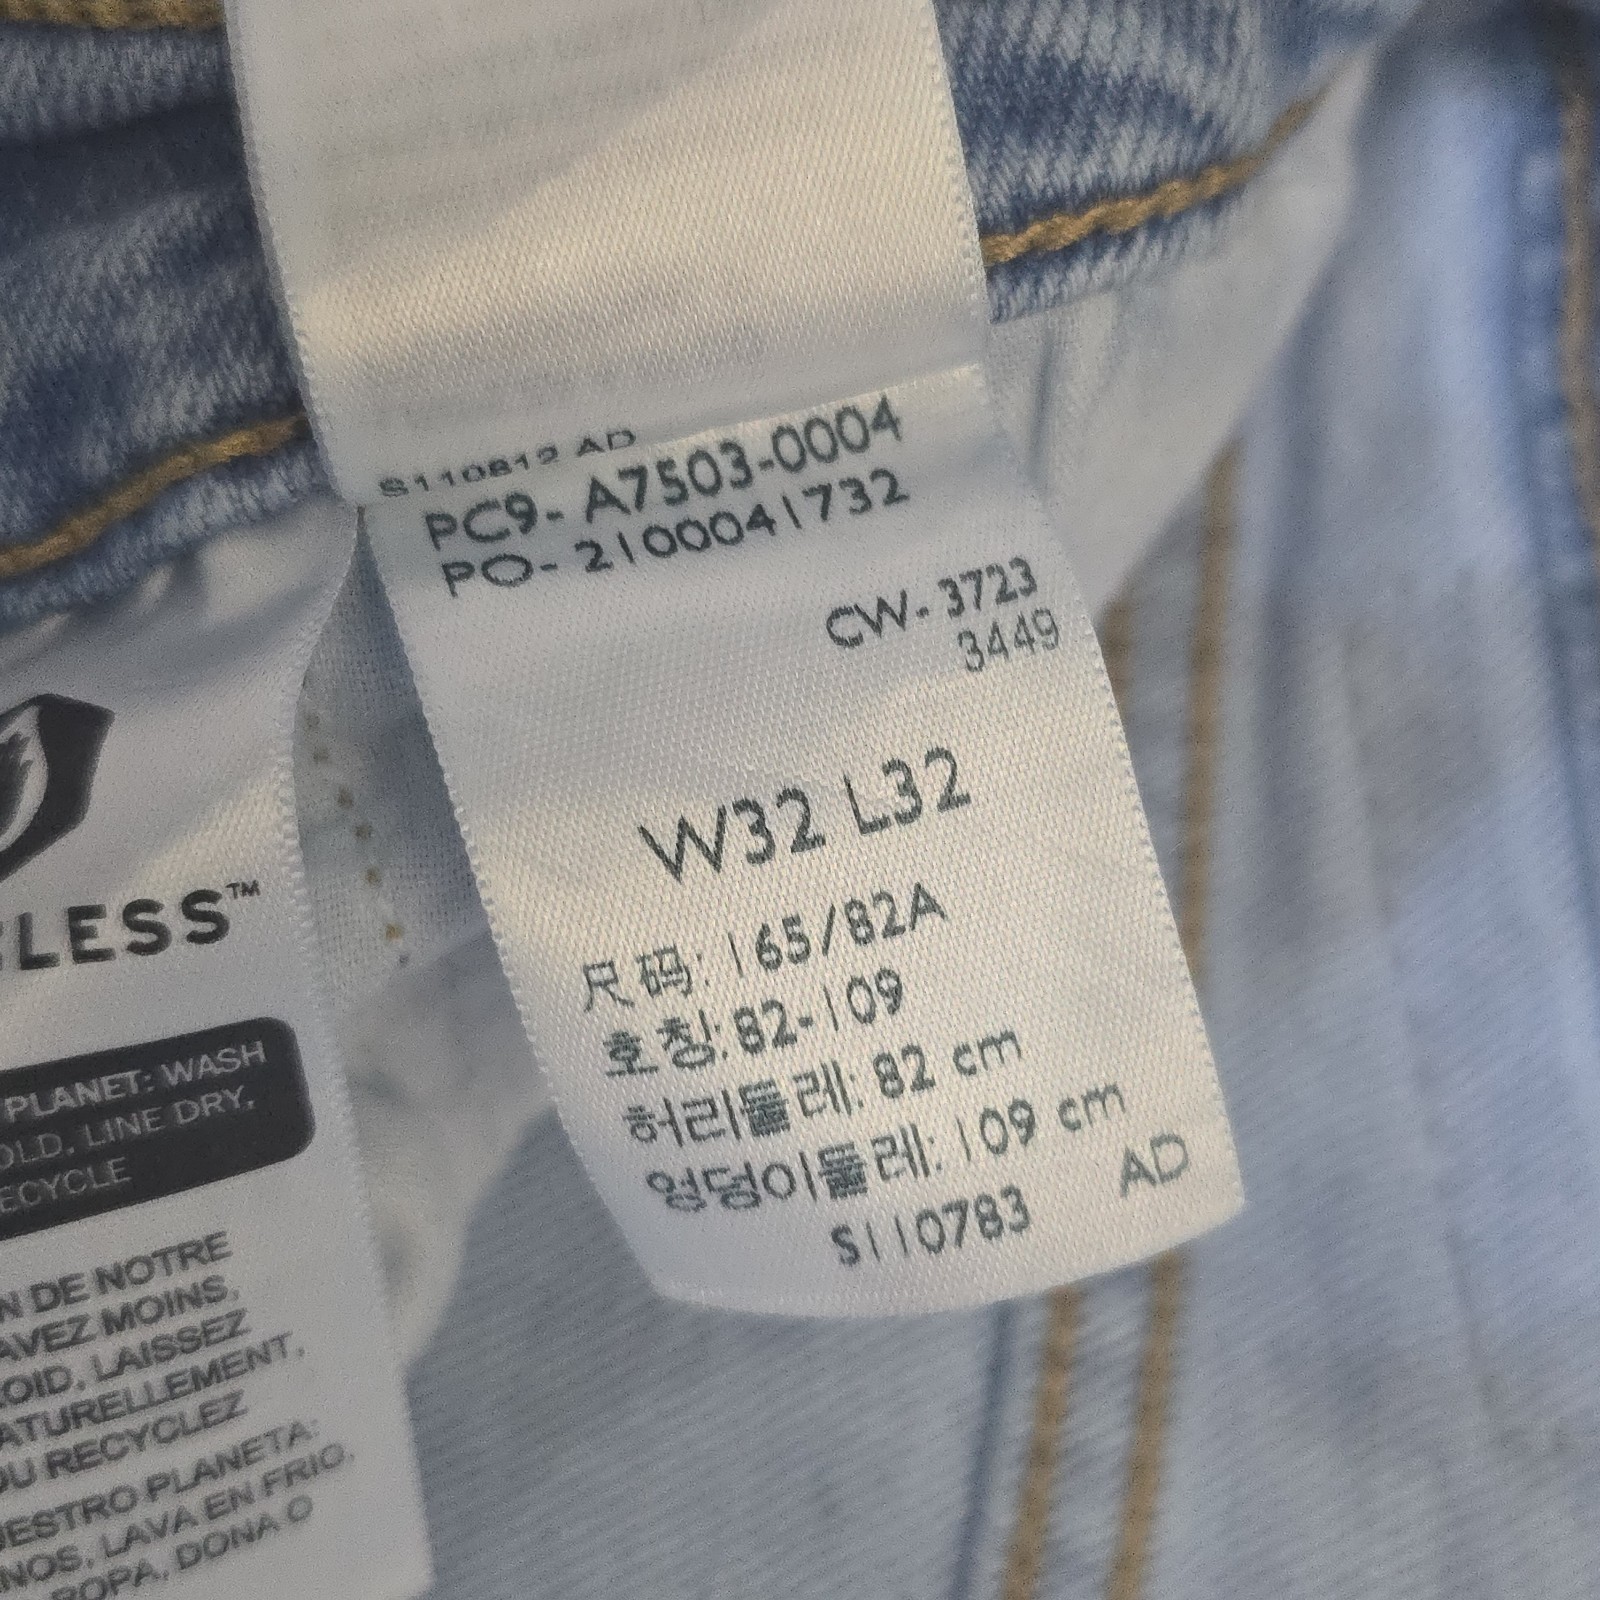 S110812 AD
PC9- A7503-0004
PO- 2100041732
CW- 3723
3449
W32 L32
尺码: 165/82A
호칭: 82-109
허리둘레: 82 cm
엉덩이둘레: 109 cm
S110783 AD
LESS™
PLANET: WASH
OLD, LINE DRY,
ECYCLE
N DE NOTRE
AVEZ MOINS,
OID, LAISSEZ
ATURELLEMENT,
OU RECYCLEZ
UESTRO PLANETA:
NOS, LAVA EN FRIO,
ROPA, DONA O